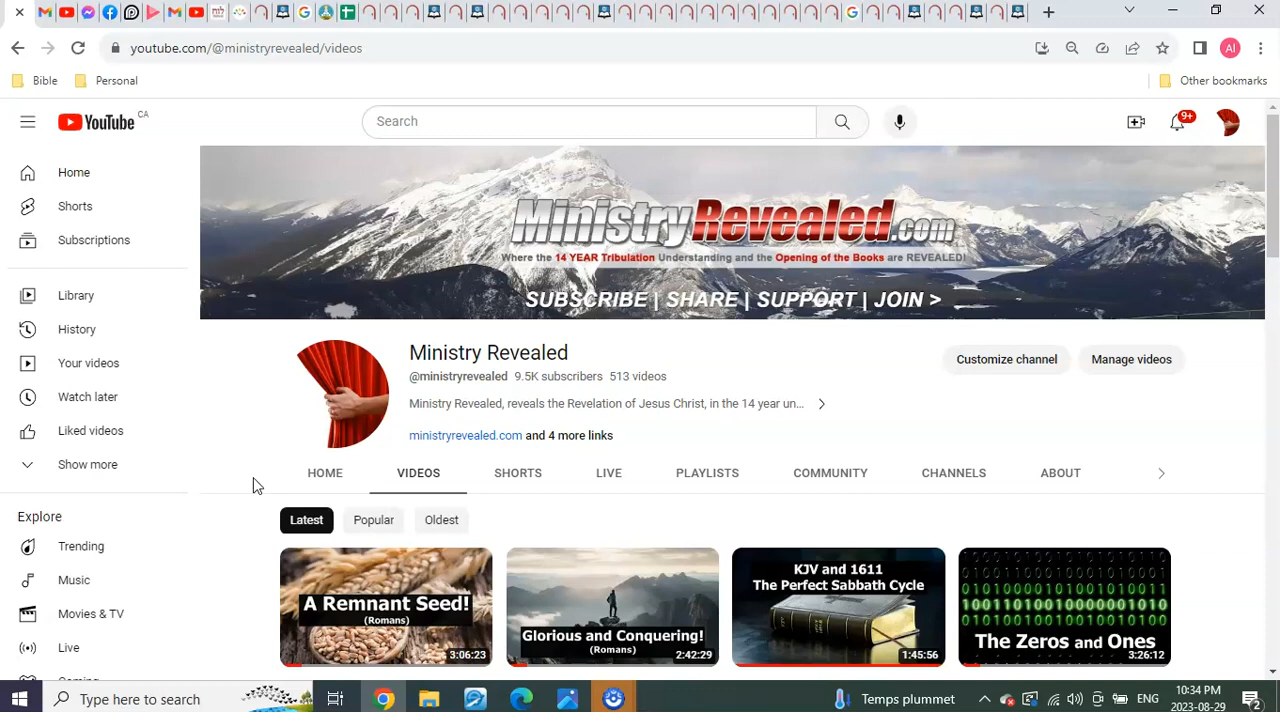 youtube.com/@ministryrevealed/videos
AI
Bible
Personal
Other bookmarks
YouTube CA
Search
9+
Home
Shorts
Subscriptions
Library
History
Your videos
Watch later
Liked videos
Show more
Explore
Trending
Music
Movies & TV
Live
MinistryRevealed.com
Where the 14 YEAR Tribulation Understanding and the Opening of the Books are REVEALED!
SUBSCRIBE | SHARE | SUPPORT | JOIN >
Ministry Revealed
@ministryrevealed 9.5K subscribers 513 videos
Ministry Revealed, reveals the Revelation of Jesus Christ, in the 14 year un...
ministryrevealed.com and 4 more links
Customize channel
Manage videos
HOME
VIDEOS
SHORTS
LIVE
PLAYLISTS
COMMUNITY
CHANNELS
ABOUT
Latest
Popular
Oldest
A Remnant Seed!
(Romans)
3:06:23
Glorious and Conquering!
(Romans)
2:42:29
KJV and 1611
The Perfect Sabbath Cycle
1:45:56
The Zeros and Ones
3:26:12
Type here to search
Temps plummet
ENG
10:34 PM
2023-08-29
2